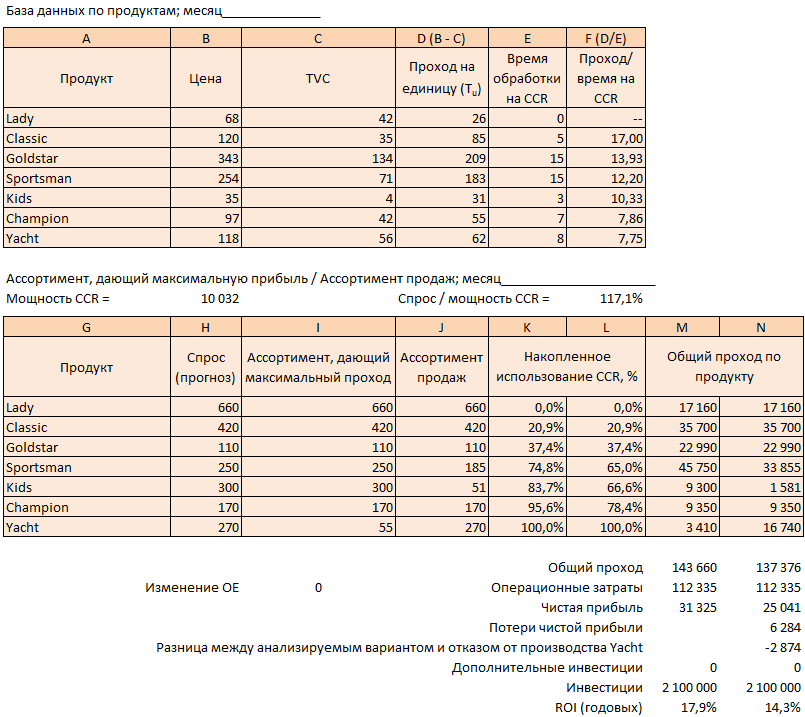 База данных по продуктам; месяц_____________
A B C D (B - C) E F (D/E)
Продукт Цена TVC Проход на единицу (Tu) Время обработки на CCR Проход/ время на CCR
Lady 68 42 26 0 --
Classic 120 35 85 5 17,00
Goldstar 343 134 209 15 13,93
Sportsman 254 71 183 15 12,20
Kids 35 4 31 3 10,33
Champion 97 42 55 7 7,86
Yacht 118 56 62 8 7,75
Ассортимент, дающий максимальную прибыль / Ассортимент продаж; месяц____________________
Мощность CCR = 10 032 Спрос / мощность CCR = 117,1%
G H I J K L M N
Продукт Спрос (прогноз) Ассортимент, дающий максимальный проход Ассортимент продаж Накопленное использование CCR, % Общий проход по продукту
Lady 660 660 660 0,0% 0,0% 17 160 17 160
Classic 420 420 420 20,9% 20,9% 35 700 35 700
Goldstar 110 110 110 37,4% 37,4% 22 990 22 990
Sportsman 250 250 185 74,8% 65,0% 45 750 33 855
Kids 300 300 51 83,7% 66,6% 9 300 1 581
Champion 170 170 170 95,6% 78,4% 9 350 9 350
Yacht 270 55 270 100,0% 100,0% 3 410 16 740
Общий проход 143 660 137 376
Изменение OE 0 Операционные затраты 112 335 112 335
Чистая прибыль 31 325 25 041
Потери чистой прибыли 6 284
Разница между анализируемым вариантом и отказом от производства Yacht -2 874
Дополнительные инвестиции 0 0
Инвестиции 2 100 000 2 100 000
ROI (годовых) 17,9% 14,3%